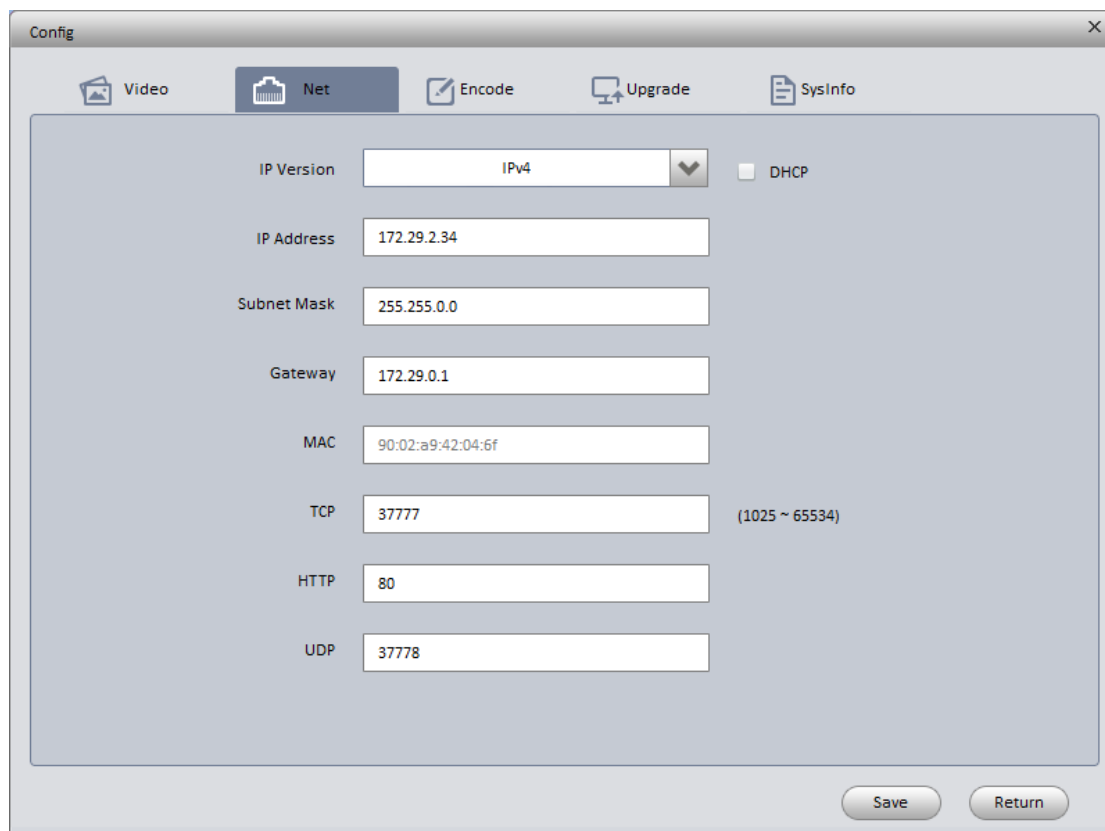 Config
Video Net Encode Upgrade SysInfo
IP Version IPv4 DHCP
IP Address 172.29.2.34
Subnet Mask 255.255.0.0
Gateway 172.29.0.1
MAC 90:02:a9:42:04:6f
TCP 37777 (1025 ~ 65534)
HTTP 80
UDP 37778
Save Return